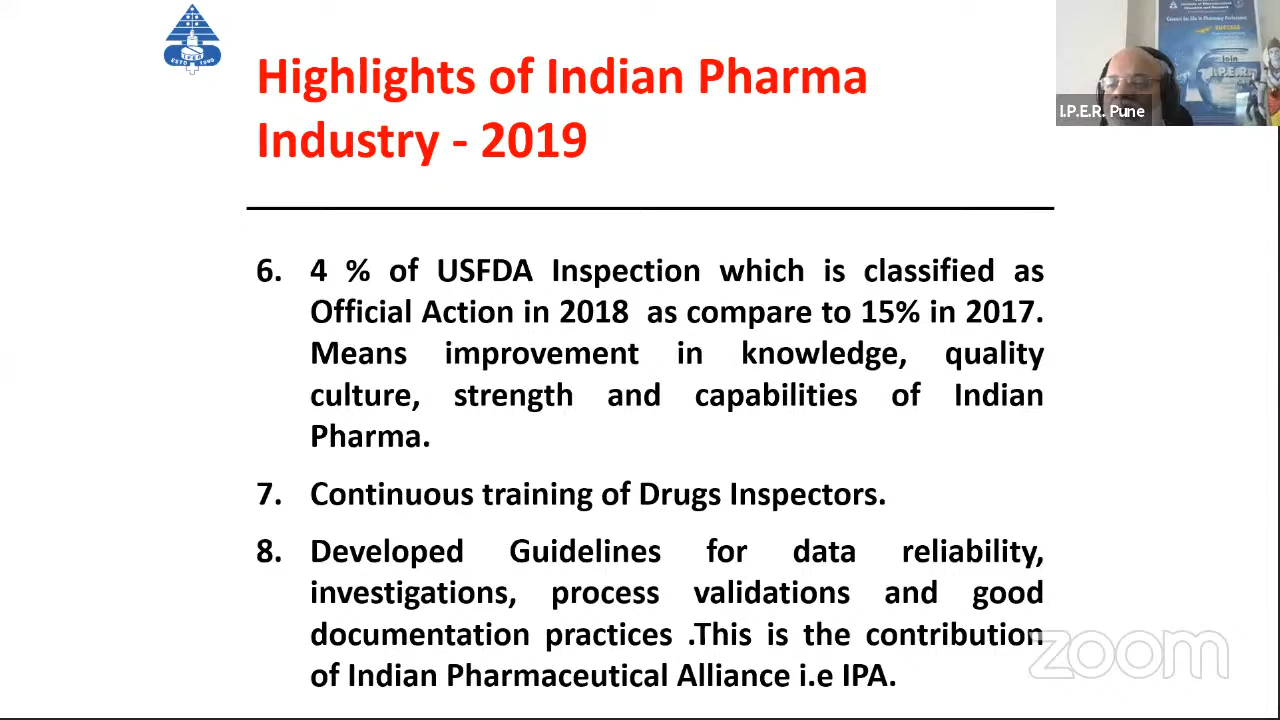 Highlights of Indian Pharma
Industry - 2019
6. 4 % of USFDA Inspection which is classified as
Official Action in 2018 as compare to 15% in 2017.
Means improvement in knowledge, quality
culture, strength and capabilities of Indian
Pharma.
7. Continuous training of Drugs Inspectors.
8. Developed Guidelines for data reliability,
investigations, process validations and good
documentation practices .This is the contribution
of Indian Pharmaceutical Alliance i.e IPA.
ESTD 1990
I.P.E.R. Pune
join
I.P.E.R.
zoom